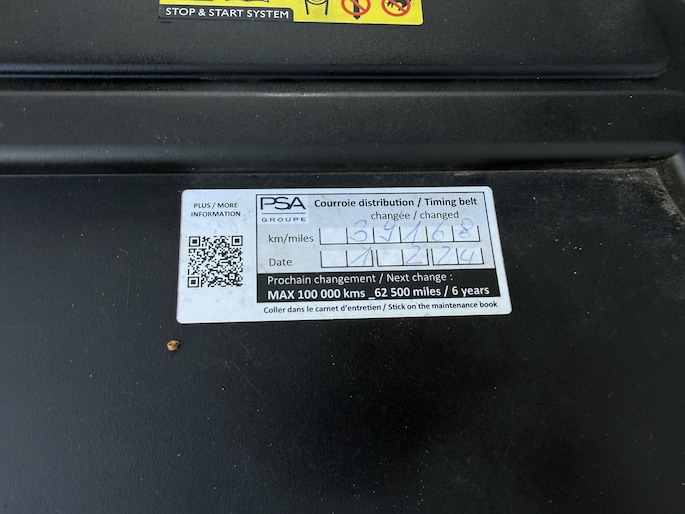 STOP & START SYSTEM
PLUS / MORE
INFORMATION
PSA
GROUPE
Courroie distribution / Timing belt
changée / changed
km/miles 39168
Date 1 2 24
Prochain changement / Next change :
MAX 100 000 kms _62 500 miles / 6 years
Coller dans le carnet d'entretien / Stick on the maintenance book